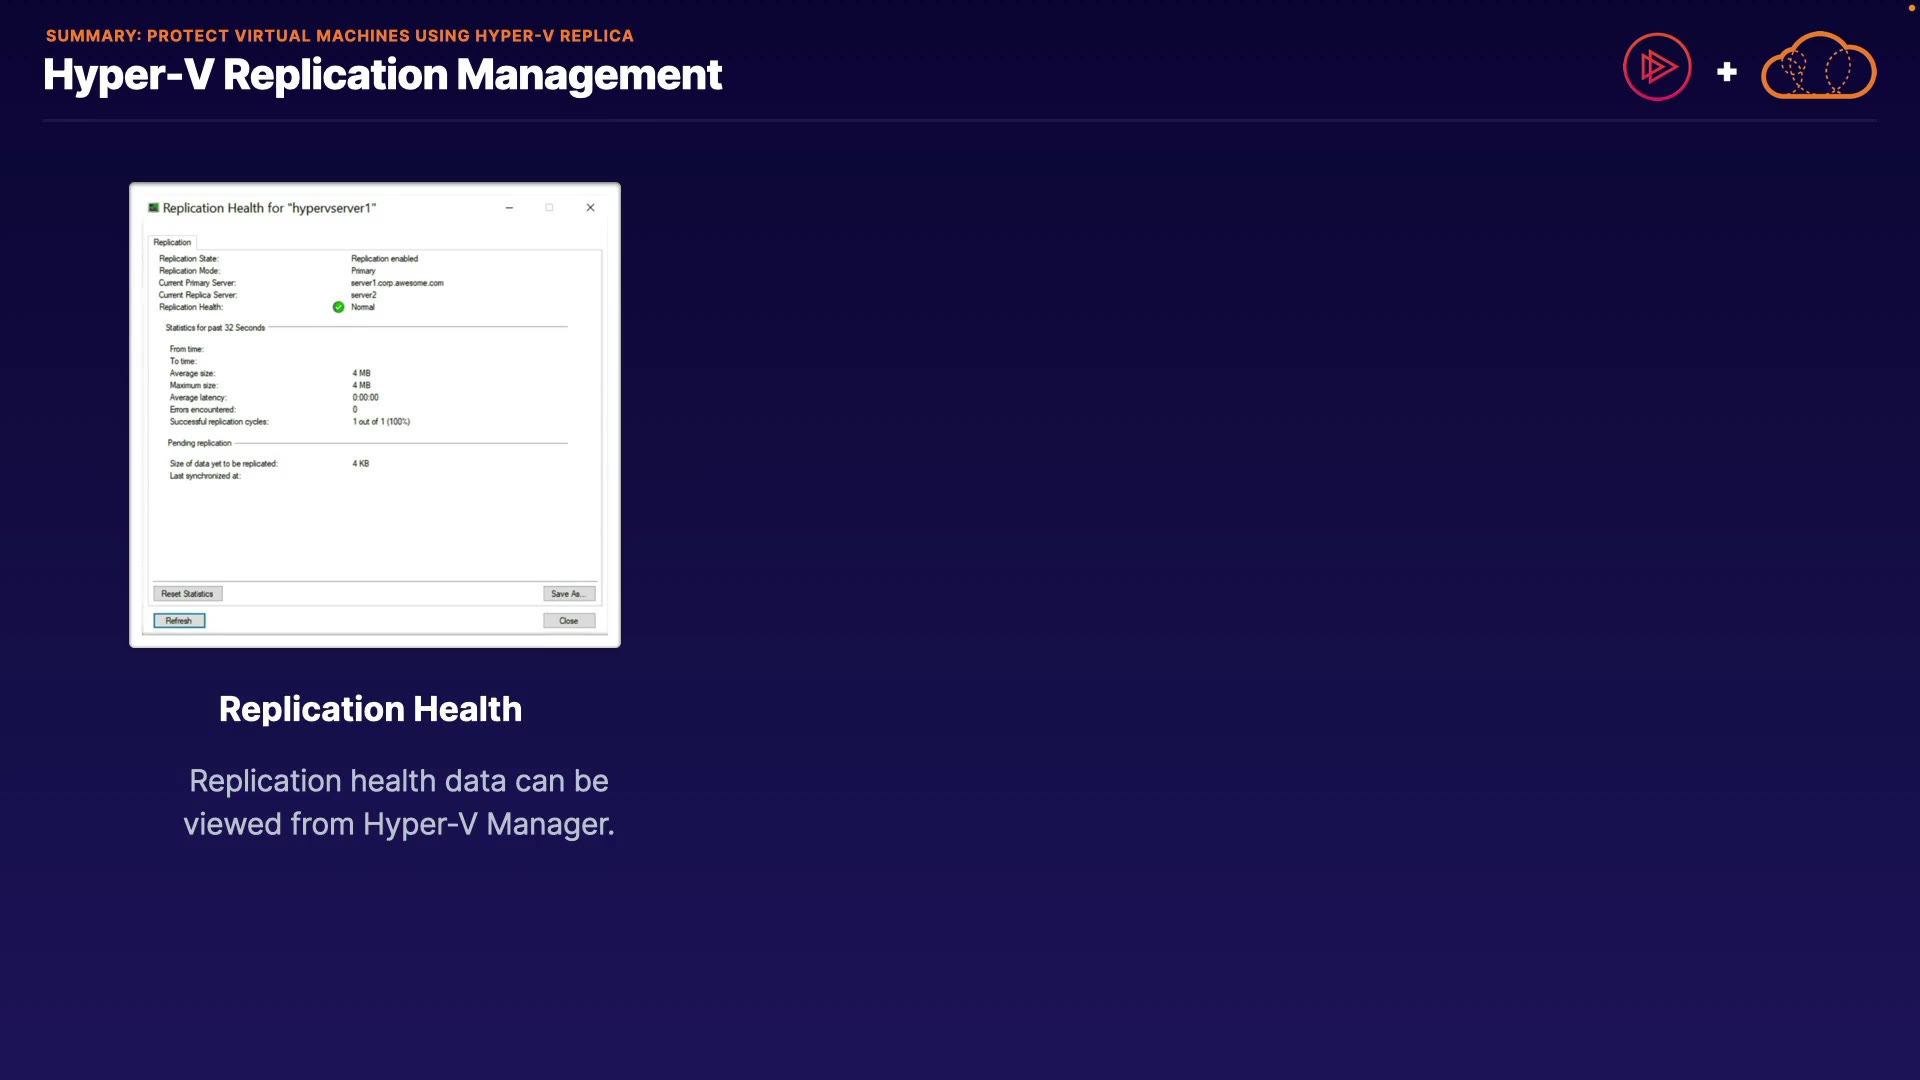 SUMMARY: PROTECT VIRTUAL MACHINES USING HYPER-V REPLICA
Hyper-V Replication Management
Replication Health for "hypervserver1"
Replication
Replication State: Replication enabled
Replication Mode: Primary
Current Primary Server: server1.corp.awesome.com
Current Replica Server: server2
Replication Health: Normal
Statistics for past 32 Seconds
From time:
To time:
Average size: 4 MB
Maximum size: 4 MB
Average latency: 0:00:00
Errors encountered: 0
Successful replication cycles: 1 out of 1 (100%)
Pending replication
Size of data yet to be replicated: 4 KB
Last synchronized at:
Reset Statistics Save As...
Refresh Close
Replication Health
Replication health data can be
viewed from Hyper-V Manager.